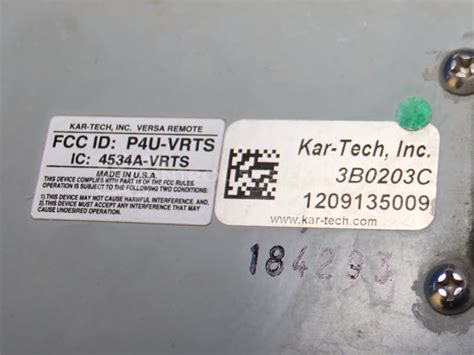 KAR-TECH, INC. VERSA REMOTE
FCC ID: P4U-VRTS
IC: 4534A-VRTS
MADE IN U.S.A.
THIS DEVICE COMPLIES WITH PART 15 OF THE FCC RULES.
OPERATION IS SUBJECT TO THE FOLLOWING TWO CONDITIONS:
1) THIS DEVICE MAY NOT CAUSE HARMFUL INTERFERENCE, AND
2) THIS DEVICE MUST ACCEPT ANY INTERFERENCE RECEIVED,
INCLUDING INTERFERENCE THAT MAY CAUSE UNDESIRED OPERATION.
Kar-Tech, Inc.
3B0203C
1209135009
www.kar-tech.com
184293